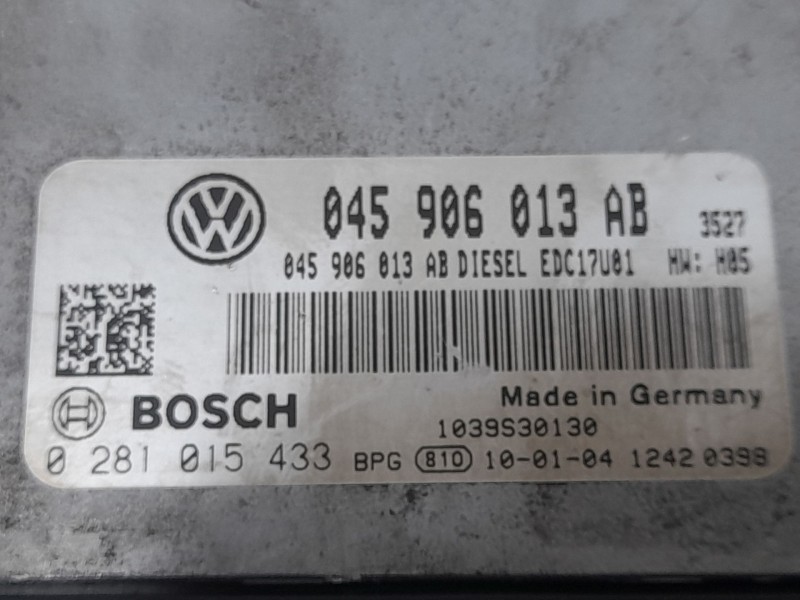 045 906 013 AB 3527
045 906 013 AB DIESEL EDC17U01 HW: H05
BOSCH Made in Germany
1039S30130
0 281 015 433 BPG 810 10-01-04 1242 0398